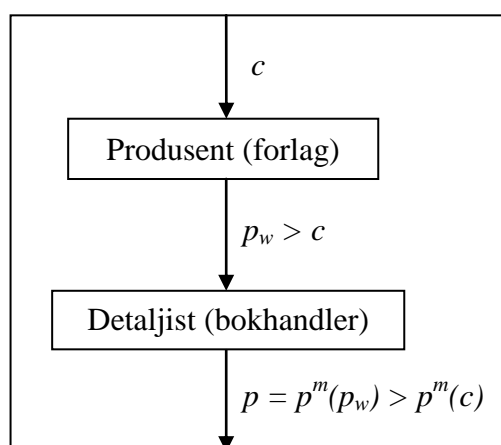 c
Produsent (forlag)
p_w > c
Detaljist (bokhandler)
p = p^m(p_w) > p^m(c)